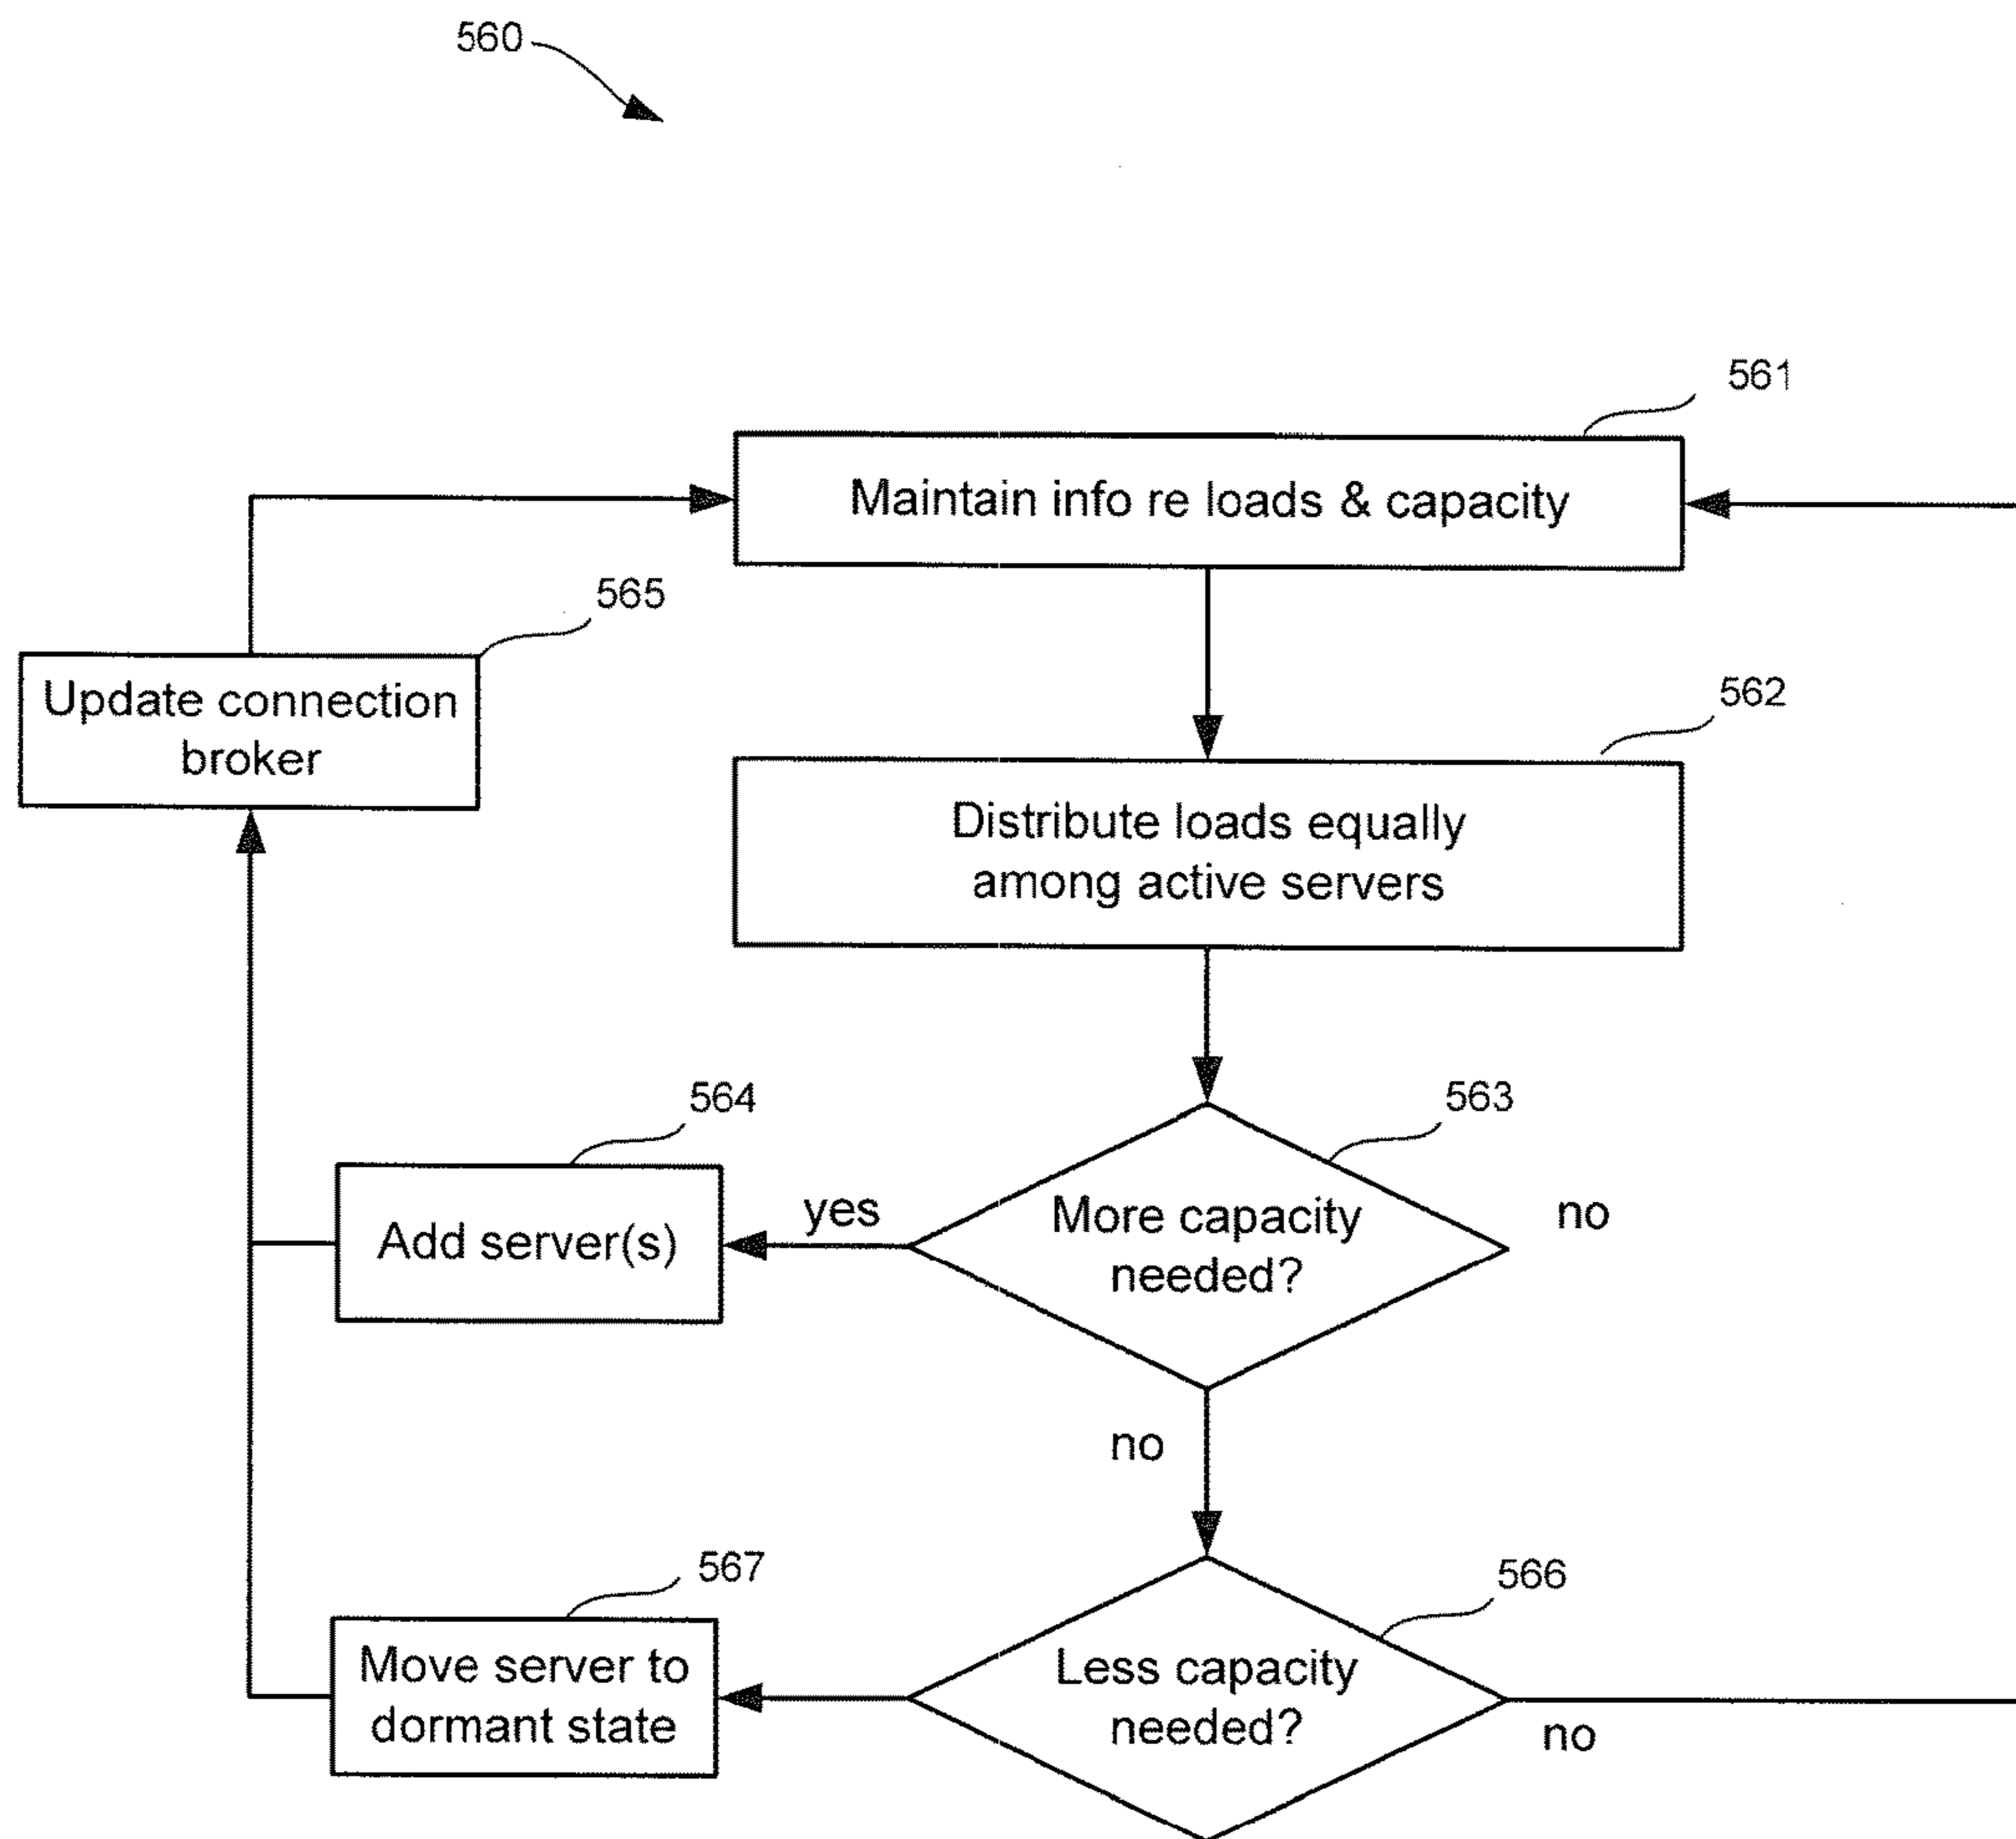 560
561
Maintain info re loads & capacity
565
Update connection
broker
562
Distribute loads equally
among active servers
564
Add server(s)
yes
563
More capacity
needed?
no
no
567
Move server to
dormant state
566
Less capacity
needed?
no